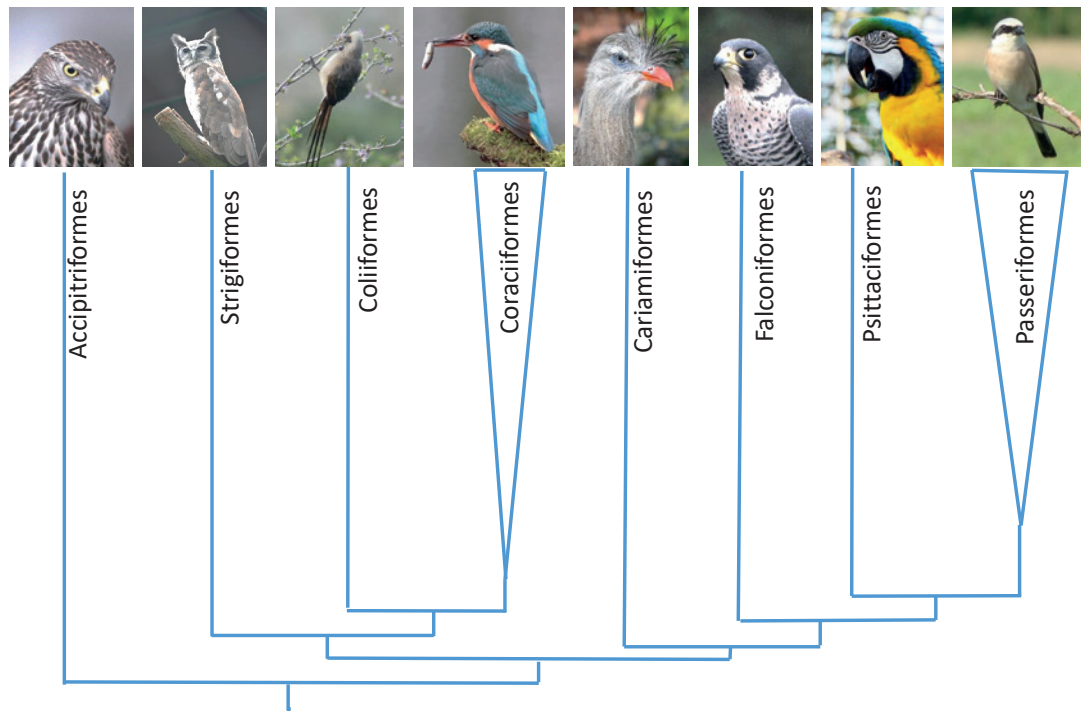 Accipitriformes
Strigiformes
Coliiformes
Coraciiformes
Cariamiformes
Falconiformes
Psittaciformes
Passeriformes